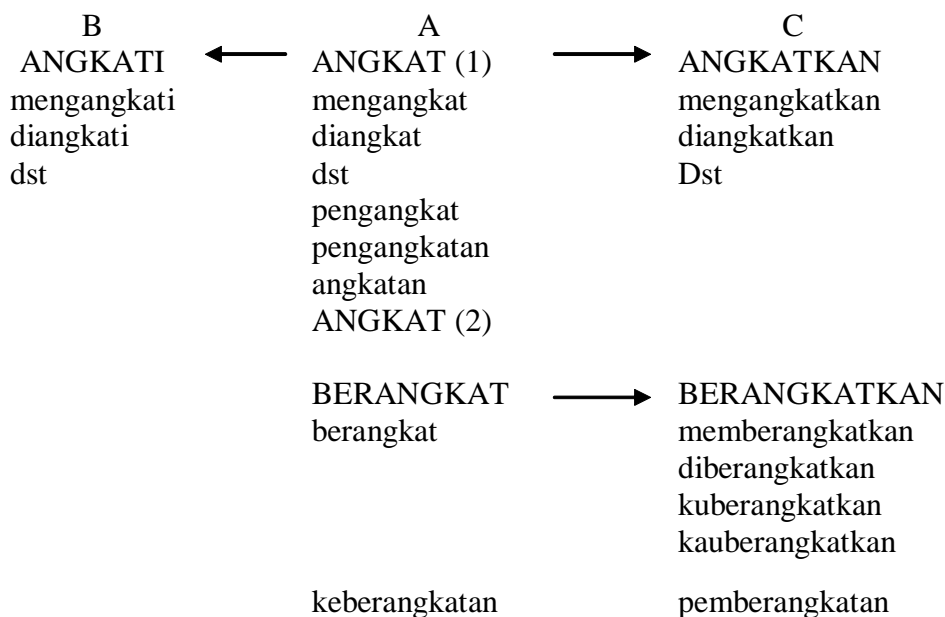 B A C
ANGKATI ANGKAT (1) ANGKATKAN
mengangkati mengangkat mengangkatkan
diangkati diangkat diangkatkan
dst dst Dst
pengangkat
pengangkatan
angkatan
ANGKAT (2)
BERANGKAT BERANGKATKAN
berangkat memberangkatkan
diberangkatkan
kuberangkatkan
kauberangkatkan
keberangkatan pemberangkatan